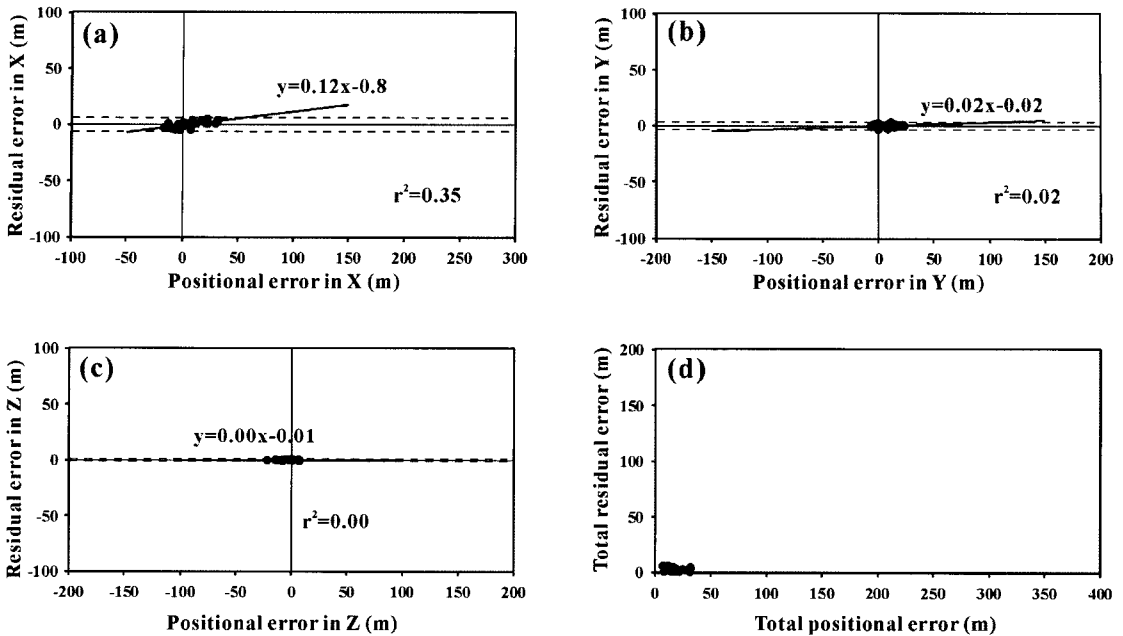 (a)
Residual error in X (m)
100
50
0
-50
-100
y=0.12x-0.8
r²=0.35
-100 -50 0 50 100 150 200 250 300
Positional error in X (m)
(b)
Residual error in Y (m)
100
50
0
-50
-100
y=0.02x-0.02
r²=0.02
-200 -150 -100 -50 0 50 100 150 200
Positional error in Y (m)
(c)
Residual error in Z (m)
100
50
0
-50
-100
y=0.00x-0.01
r²=0.00
-200 -150 -100 -50 0 50 100 150 200
Positional error in Z (m)
(d)
Total residual error (m)
200
150
100
50
0
0 50 100 150 200 250 300 350 400
Total positional error (m)